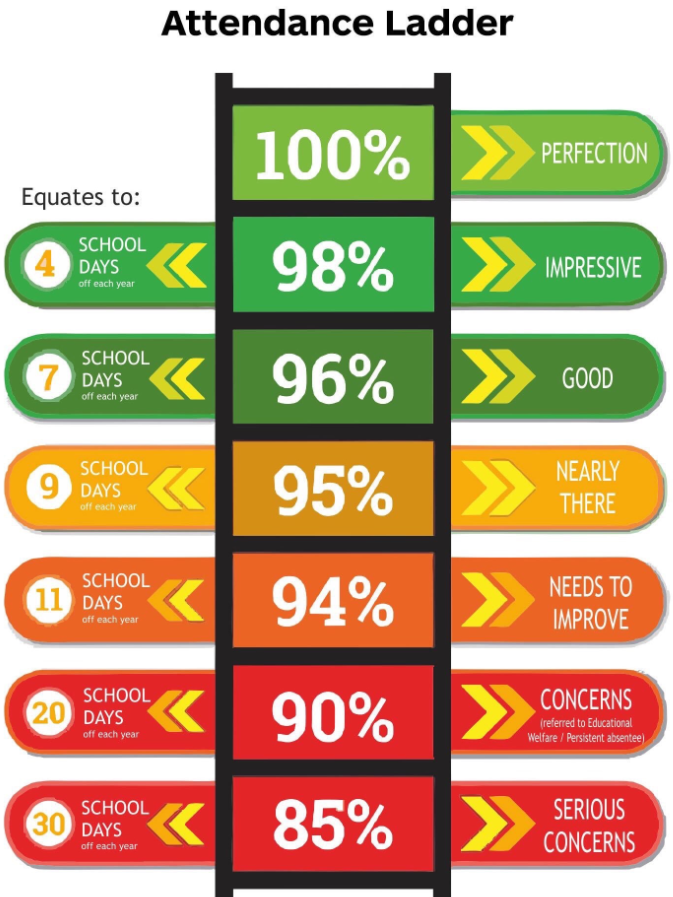 Attendance Ladder
100%
PERFECTION
Equates to:
4
SCHOOL
DAYS
off each year
98%
IMPRESSIVE
7
SCHOOL
DAYS
off each year
96%
GOOD
9
SCHOOL
DAYS
off each year
95%
NEARLY
THERE
11
SCHOOL
DAYS
off each year
94%
NEEDS TO
IMPROVE
20
SCHOOL
DAYS
off each year
90%
CONCERNS
(referred to Educational
Welfare / Persistent absentee)
30
SCHOOL
DAYS
off each year
85%
SERIOUS
CONCERNS